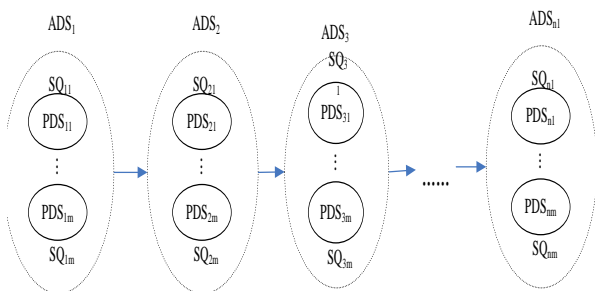 ADS1
SQ11
PDS11
⋮
PDS1m
SQ1m
ADS2
SQ21
PDS21
⋮
PDS2m
SQ2m
ADS3
SQ3
1
PDS31
⋮
PDS3m
SQ3m
......
ADSn1
SQn1
PDSn1
⋮
PDSnm
SQnm